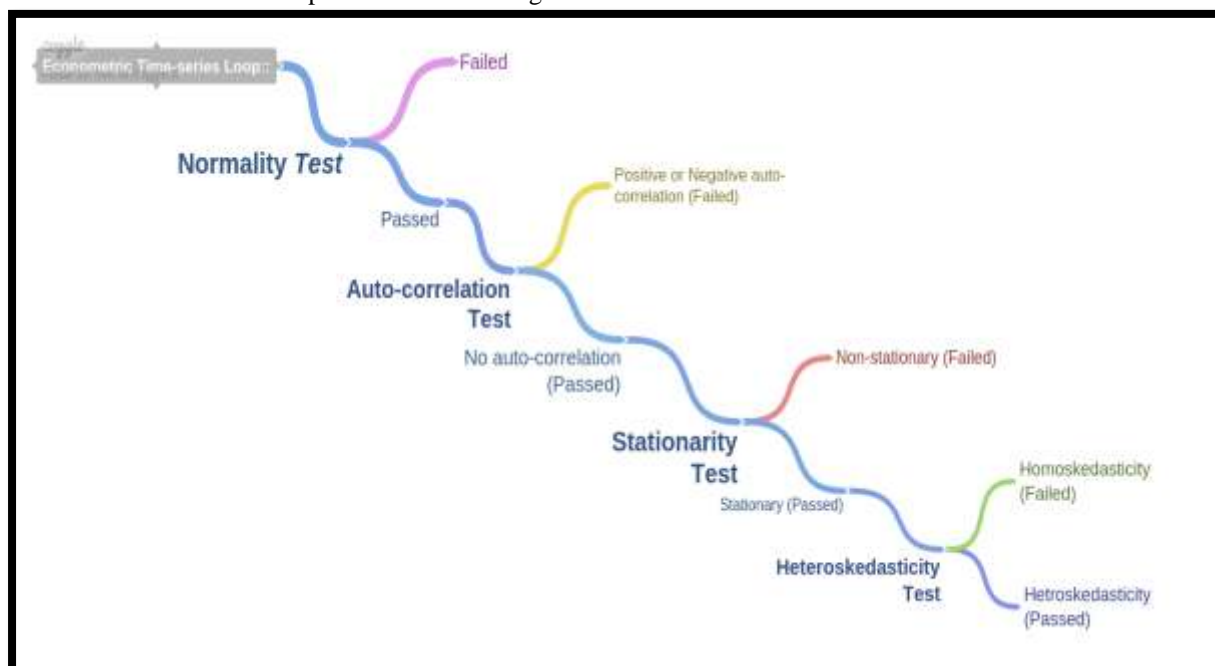 Econometric Time-series Loop
Failed
Normality Test
Passed
Positive or Negative auto-
correlation (Failed)
Auto-correlation
Test
No auto-correlation
(Passed)
Non-stationary (Failed)
Stationarity
Test
Stationary (Passed)
Homoskedasticity
(Failed)
Heteroskedasticity
Test
Hetroskedasticity
(Passed)